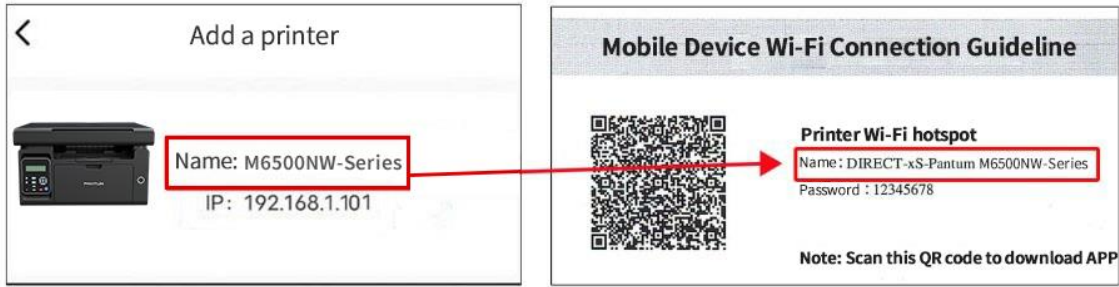 Add a printer
PANTUM
Name: M6500NW-Series
IP: 192.168.1.101
Mobile Device Wi-Fi Connection Guideline
Printer Wi-Fi hotspot
Name: DIRECT-xS-Pantum M6500NW-Series
Password : 12345678
Note: Scan this QR code to download APP